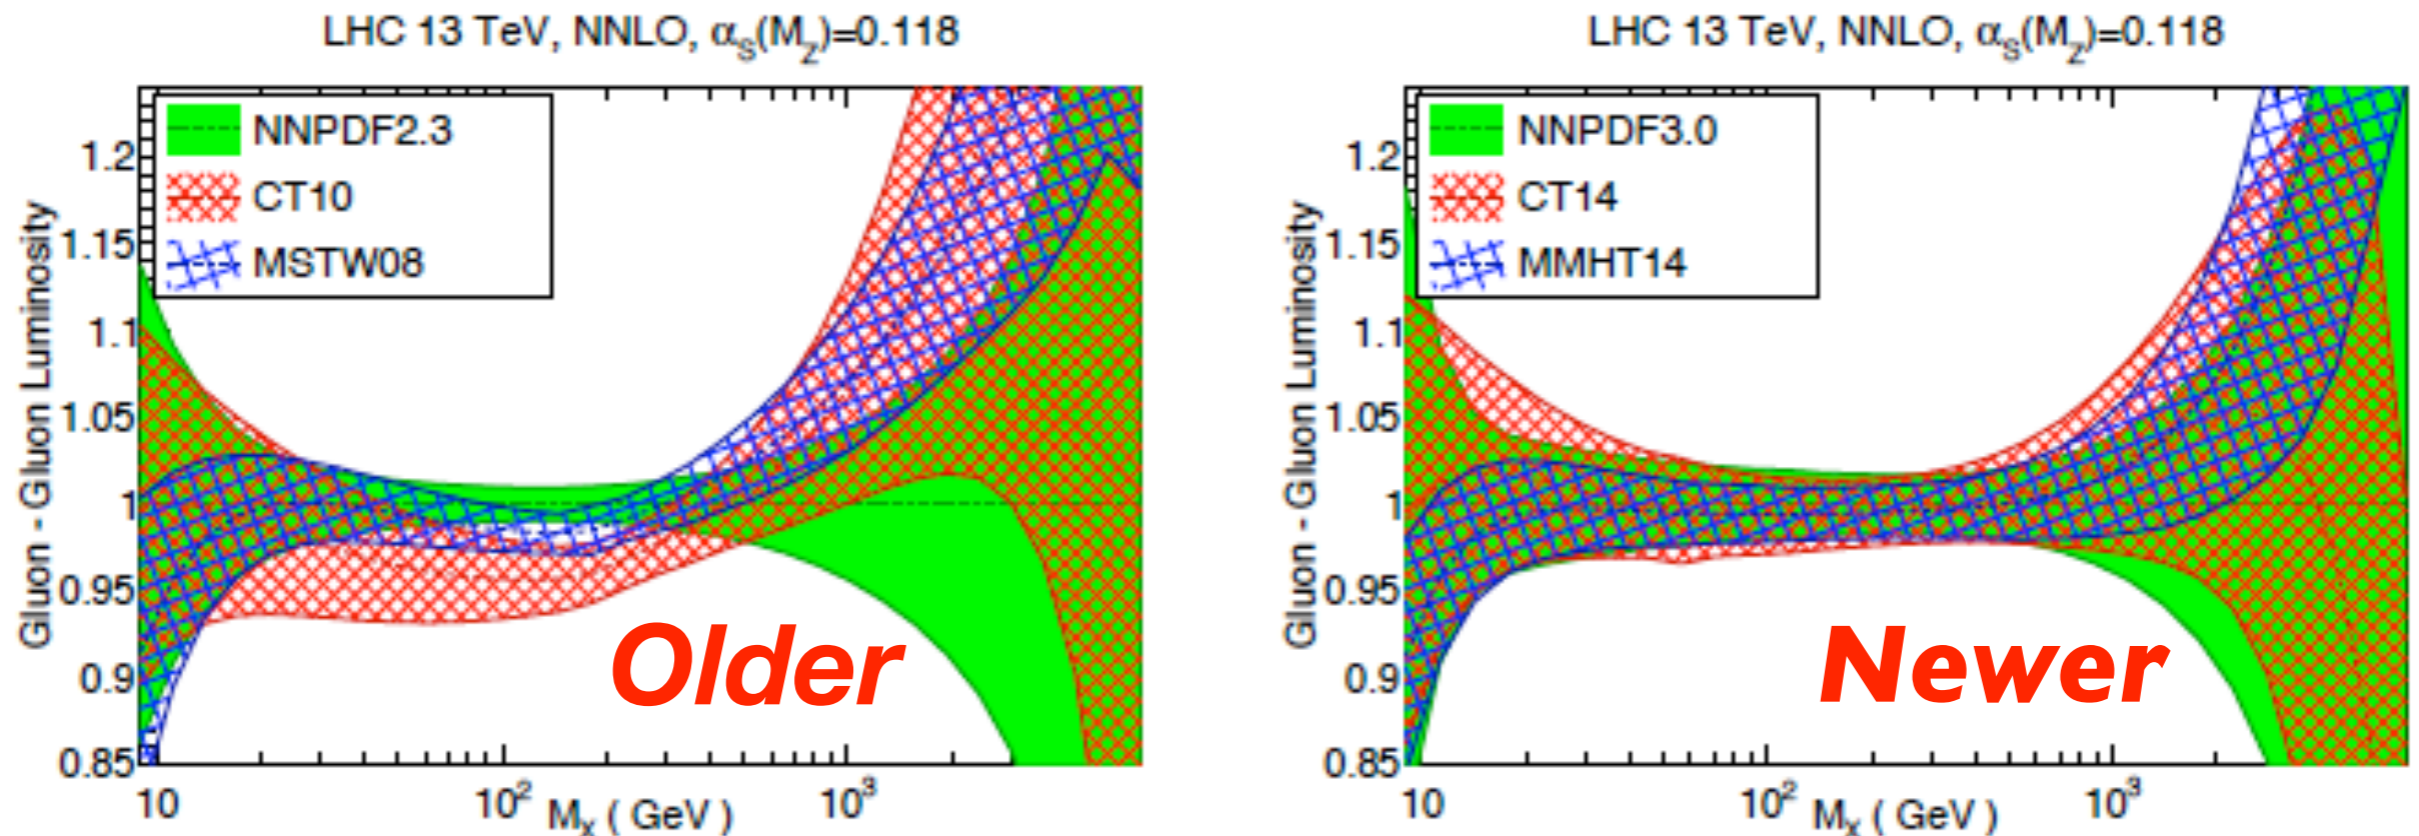 LHC 13 TeV, NNLO, αS(MZ)=0.118
NNPDF2.3
CT10
MSTW08
Gluon - Gluon Luminosity
1.2
1.15
1.1
1.05
1
0.95
0.9
0.85
Older
10
10²
10³
MX ( GeV )
LHC 13 TeV, NNLO, αS(MZ)=0.118
NNPDF3.0
CT14
MMHT14
Gluon - Gluon Luminosity
1.2
1.15
1.1
1.05
1
0.95
0.9
0.85
Newer
10
10²
10³
MX ( GeV )